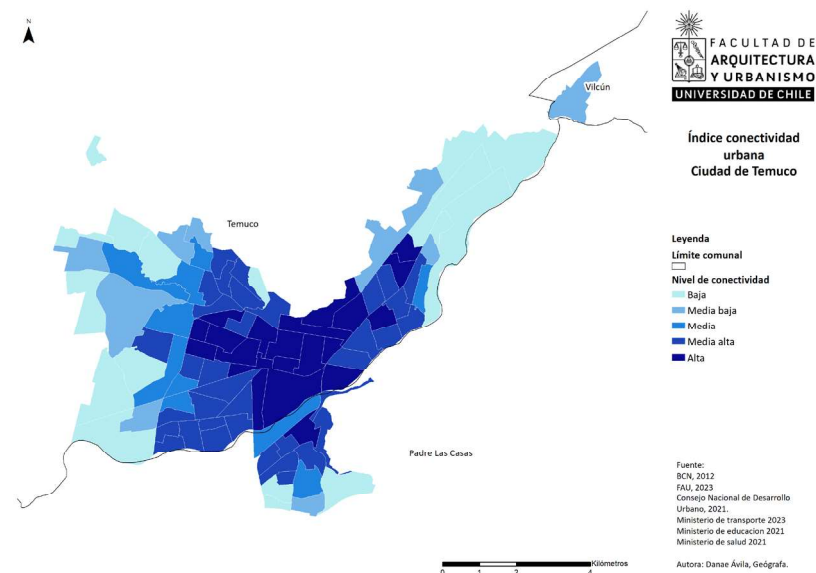 N
FACULTAD DE
ARQUITECTURA
Y URBANISMO
UNIVERSIDAD DE CHILE
Vilcún
Índice conectividad
urbana
Ciudad de Temuco
Temuco
Leyenda
Límite comunal
Nivel de conectividad
Baja
Media baja
Media
Media alta
Alta
Padre Las Casas
Fuente:
BCN, 2012
FAU, 2023
Consejo Nacional de Desarrollo
Urbano, 2021.
Ministerio de transporte 2023
Ministerio de educacion 2021
Ministerio de salud 2021
Autora: Danae Ávila, Geógrafa.
Kilómetros
0 1 2 4